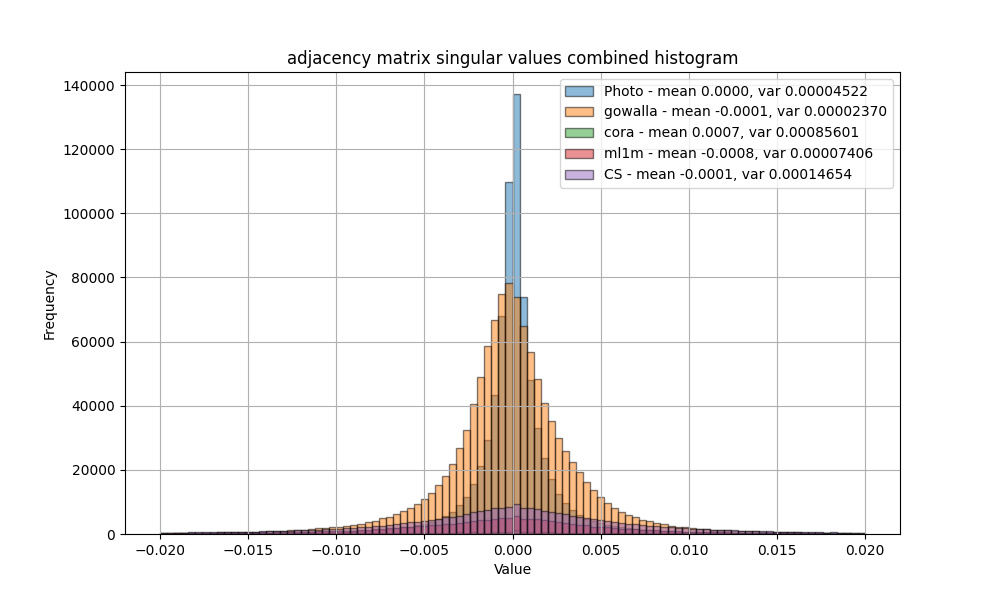 adjacency matrix singular values combined histogram
Photo - mean 0.0000, var 0.00004522
gowalla - mean -0.0001, var 0.00002370
cora - mean 0.0007, var 0.00085601
ml1m - mean -0.0008, var 0.00007406
CS - mean -0.0001, var 0.00014654
Frequency
140000
120000
100000
80000
60000
40000
20000
0
−0.020 −0.015 −0.010 −0.005 0.000 0.005 0.010 0.015 0.020
Value